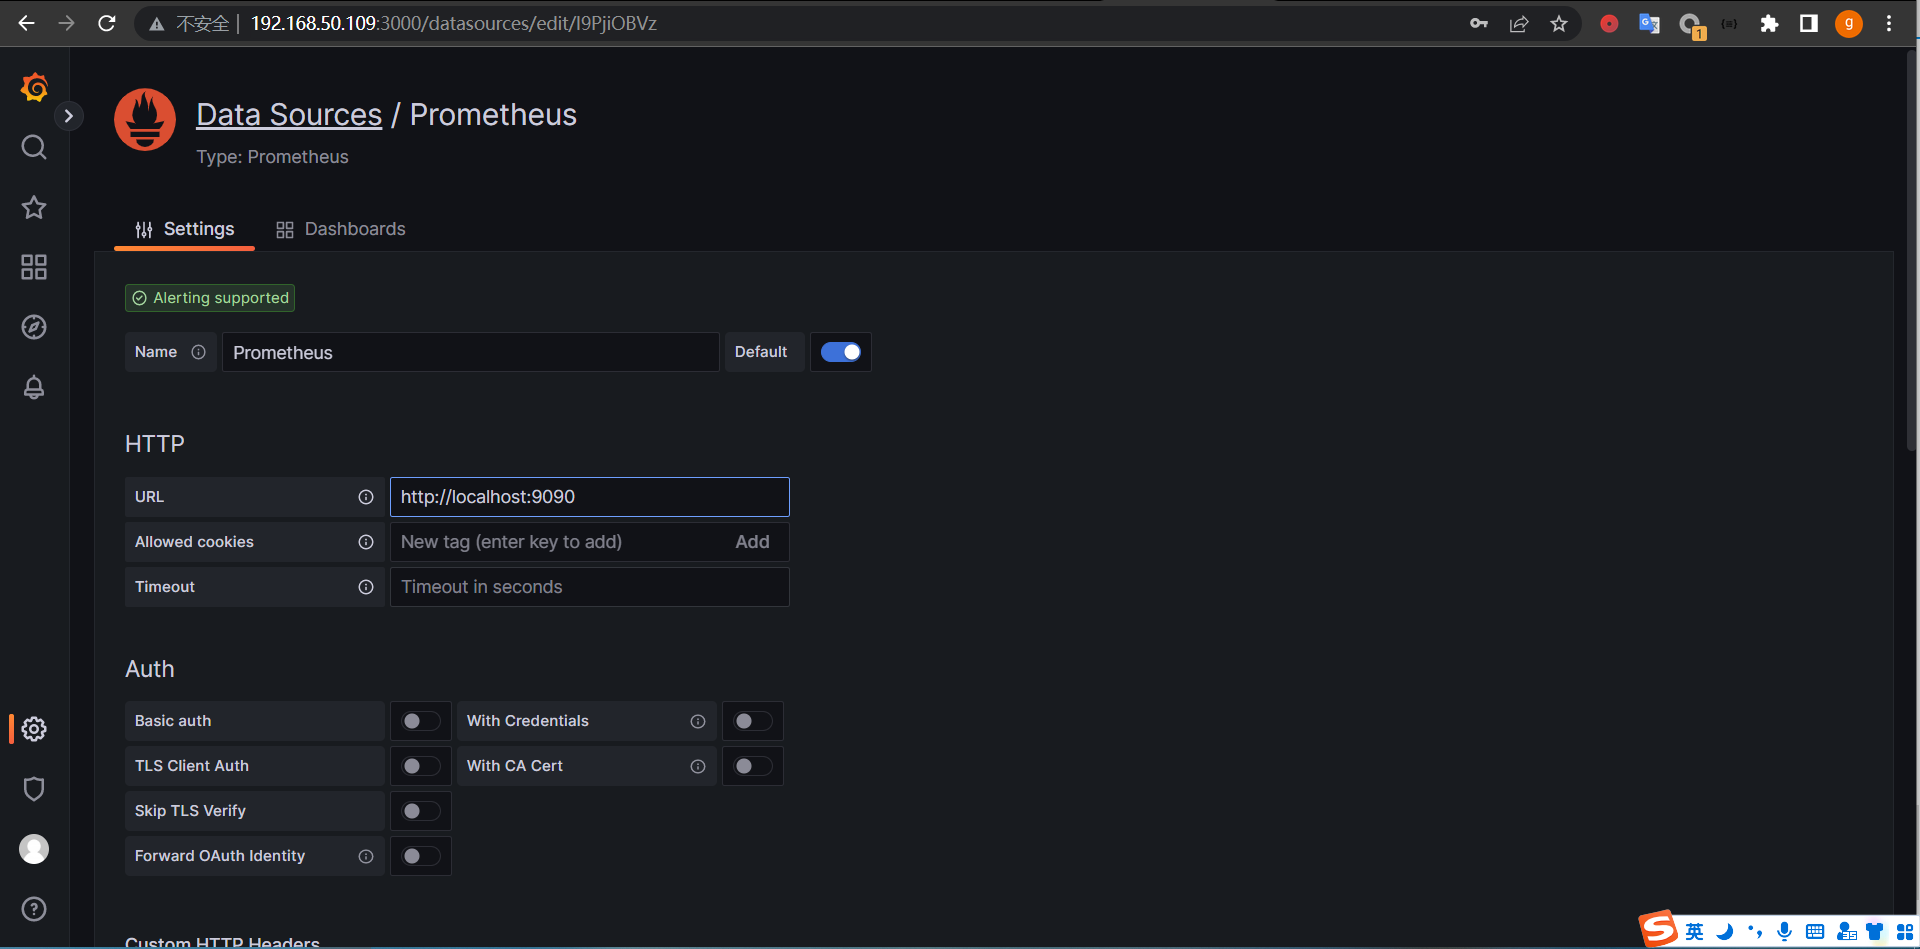 不安全 | 192.168.50.109:3000/datasources/edit/I9PjiOBVz
1
g
Data Sources / Prometheus
Type: Prometheus
Settings Dashboards
Alerting supported
Name Prometheus Default
HTTP
URL http://localhost:9090
Allowed cookies New tag (enter key to add) Add
Timeout Timeout in seconds
Auth
Basic auth With Credentials
TLS Client Auth With CA Cert
Skip TLS Verify
Forward OAuth Identity
Custom HTTP Headers
英